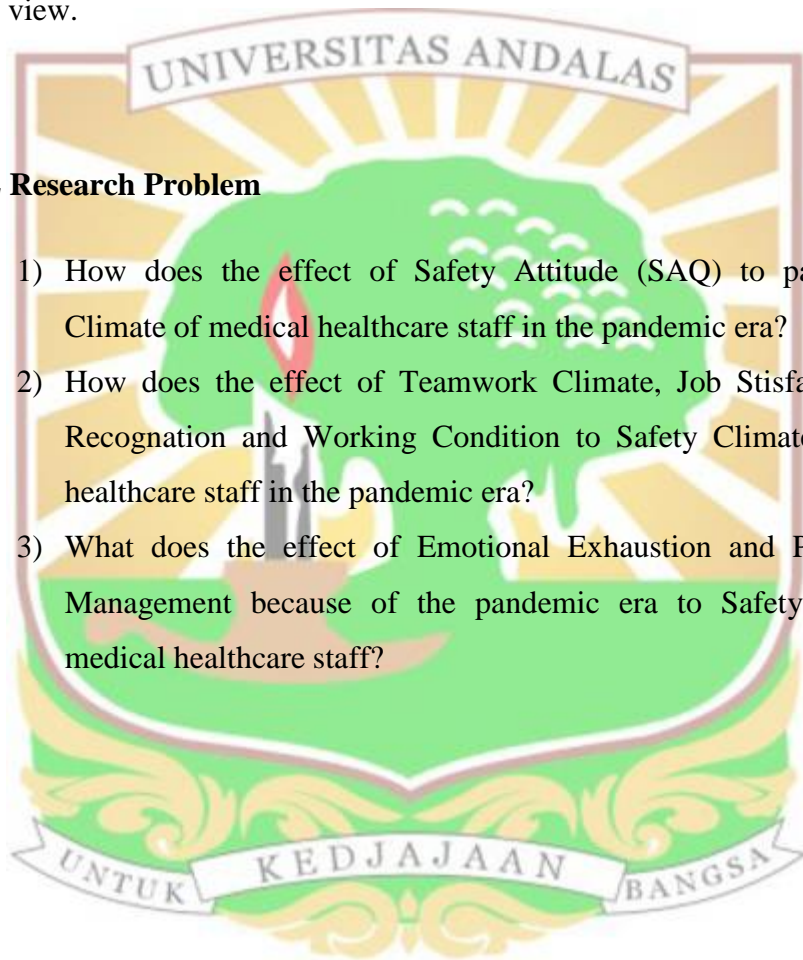 view.
UNIVERSITAS ANDALAS
Research Problem
1) How does the effect of Safety Attitude (SAQ) to pa
Climate of medical healthcare staff in the pandemic era?
2) How does the effect of Teamwork Climate, Job Stisfa
Recognation and Working Condition to Safety Climate
healthcare staff in the pandemic era?
3) What does the effect of Emotional Exhaustion and
Management because of the pandemic era to Safety
medical healthcare staff?
UNTUK KEDJAJAAN BANGSA